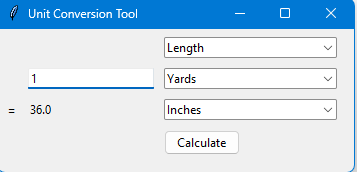 Unit Conversion Tool
Length
1 Yards
= 36.0 Inches
Calculate